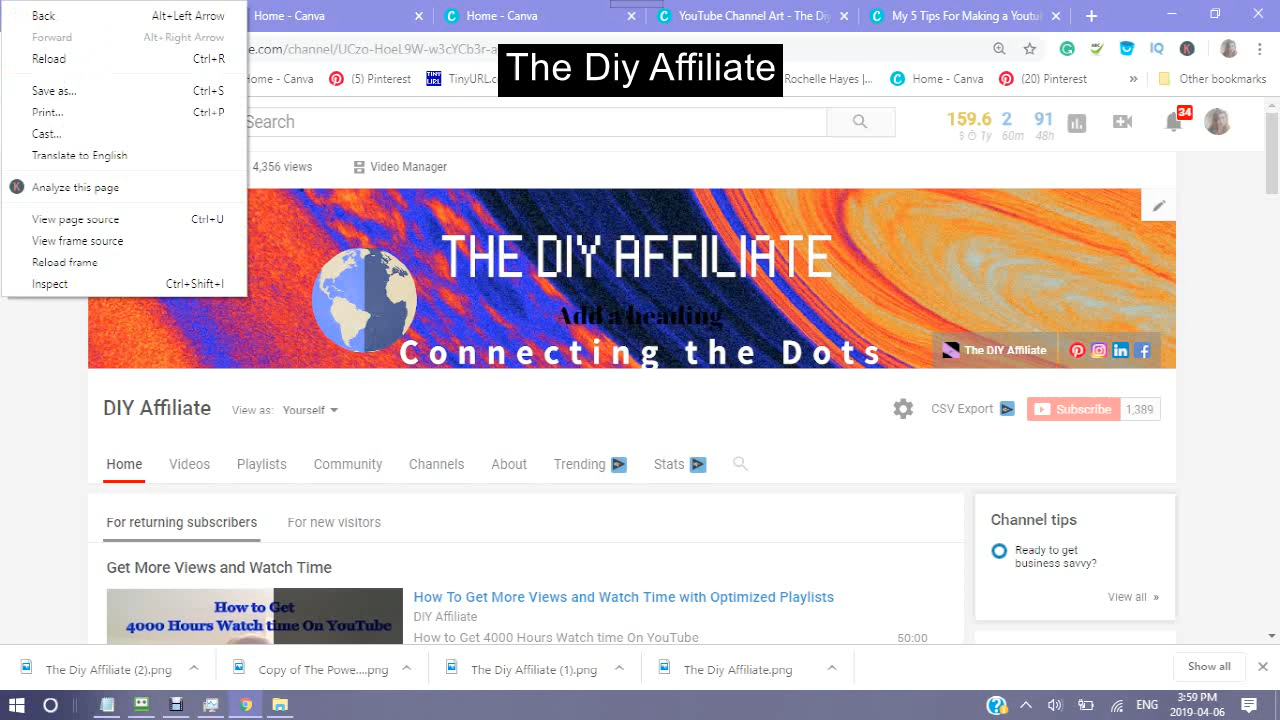 Back Alt+Left Arrow
Forward Alt+Right Arrow
Reload Ctrl+R
Save as... Ctrl+S
Print... Ctrl+P
Cast...
Translate to English
Analyze this page
View page source Ctrl+U
View frame source
Reload frame
Inspect Ctrl+Shift+I
Home - Canva
Home - Canva
YouTube Channel Art - The Diy
My 5 Tips For Making a Youtu
e.com/channel/UCzo-HoeL9W-w3cYCb3r-a
The Diy Affiliate
Home - Canva
(5) Pinterest
TinyURL.c
Rochelle Hayes |...
Home - Canva
(20) Pinterest
»
Other bookmarks
Search
159.6 2 91
$ 1y 60m 48h
34
4,356 views
Video Manager
THE DIY AFFILIATE
Add a heading
Connecting the Dots
The DIY Affiliate
DIY Affiliate
View as: Yourself
CSV Export
Subscribe 1,389
Home Videos Playlists Community Channels About Trending Stats
For returning subscribers
For new visitors
Channel tips
Ready to get
business savvy?
View all »
Get More Views and Watch Time
How to Get
4000 Hours Watch time On YouTube
How To Get More Views and Watch Time with Optimized Playlists
DIY Affiliate
How to Get 4000 Hours Watch time On YouTube
50:00
The Diy Affiliate (2).png
Copy of The Powe....png
The Diy Affiliate (1).png
The Diy Affiliate.png
Show all
ENG
3:59 PM
2019-04-06